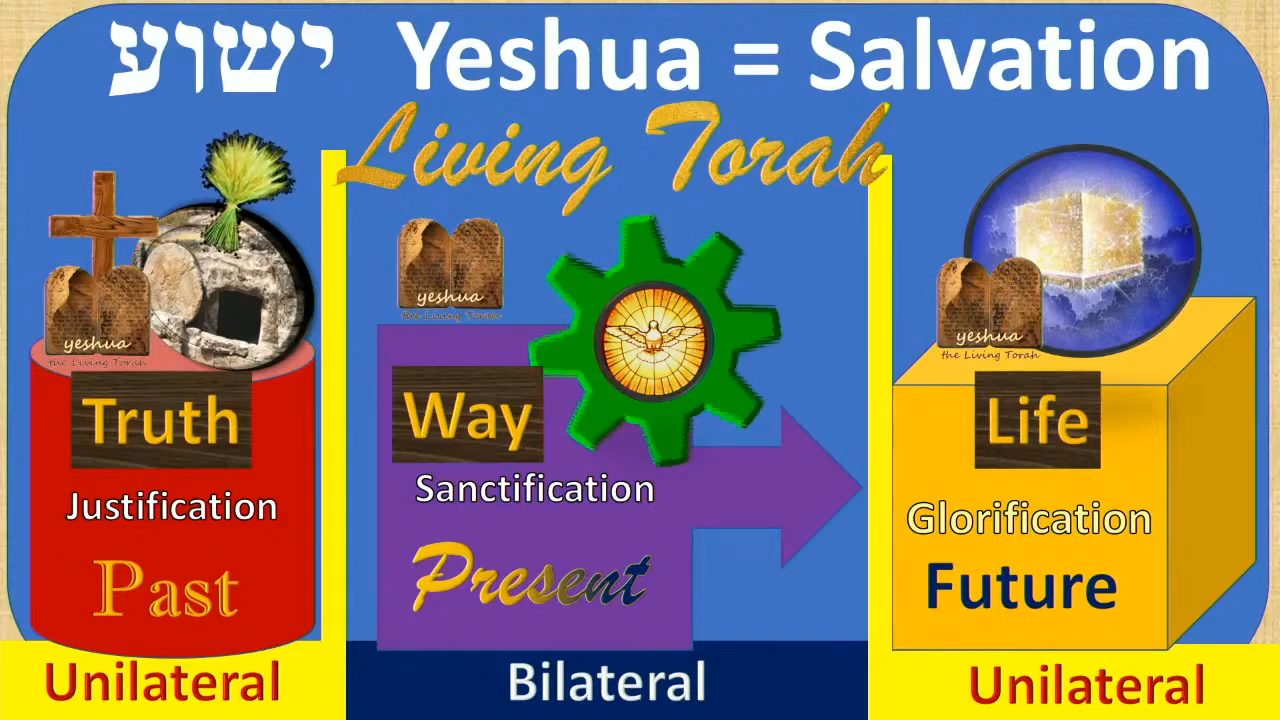 ישוע Yeshua = Salvation
Living Torah
yeshua
the Living Torah
Truth
Justification
Past
Unilateral
yeshua
the Living Torah
Way
Sanctification
Present
Bilateral
yeshua
the Living Torah
Life
Glorification
Future
Unilateral